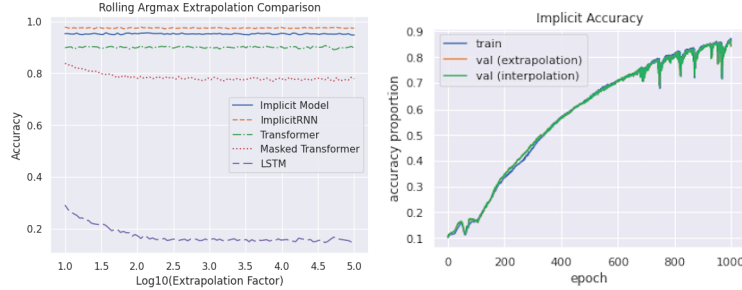 Rolling Argmax Extrapolation Comparison
1.0
0.8
0.6
0.4
0.2
Accuracy
Implicit Model
ImplicitRNN
Transformer
Masked Transformer
LSTM
1.0 1.5 2.0 2.5 3.0 3.5 4.0 4.5 5.0
Log10(Extrapolation Factor)
Implicit Accuracy
0.9
0.8
0.7
0.6
0.5
0.4
0.3
0.2
0.1
accuracy proportion
train
val (extrapolation)
val (interpolation)
0 200 400 600 800 1000
epoch